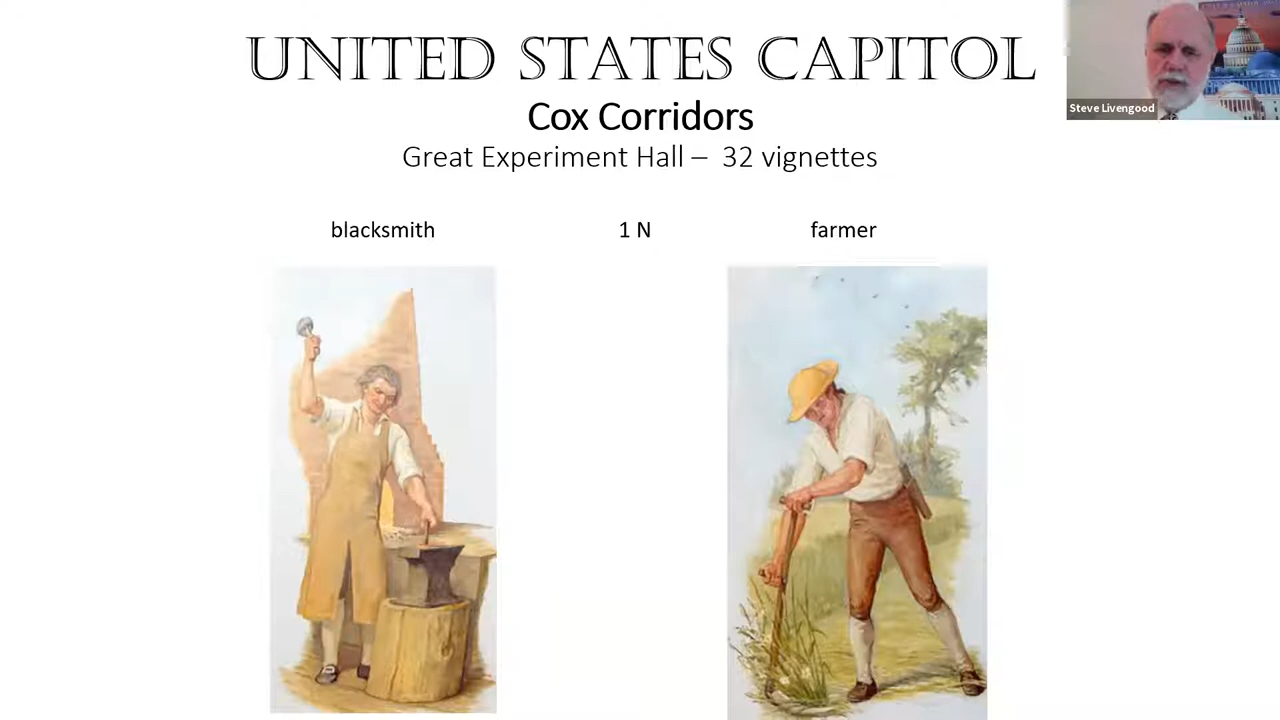 UNITED STATES CAPITOL
Cox Corridors
Great Experiment Hall – 32 vignettes
blacksmith 1 N farmer
Steve Livengood